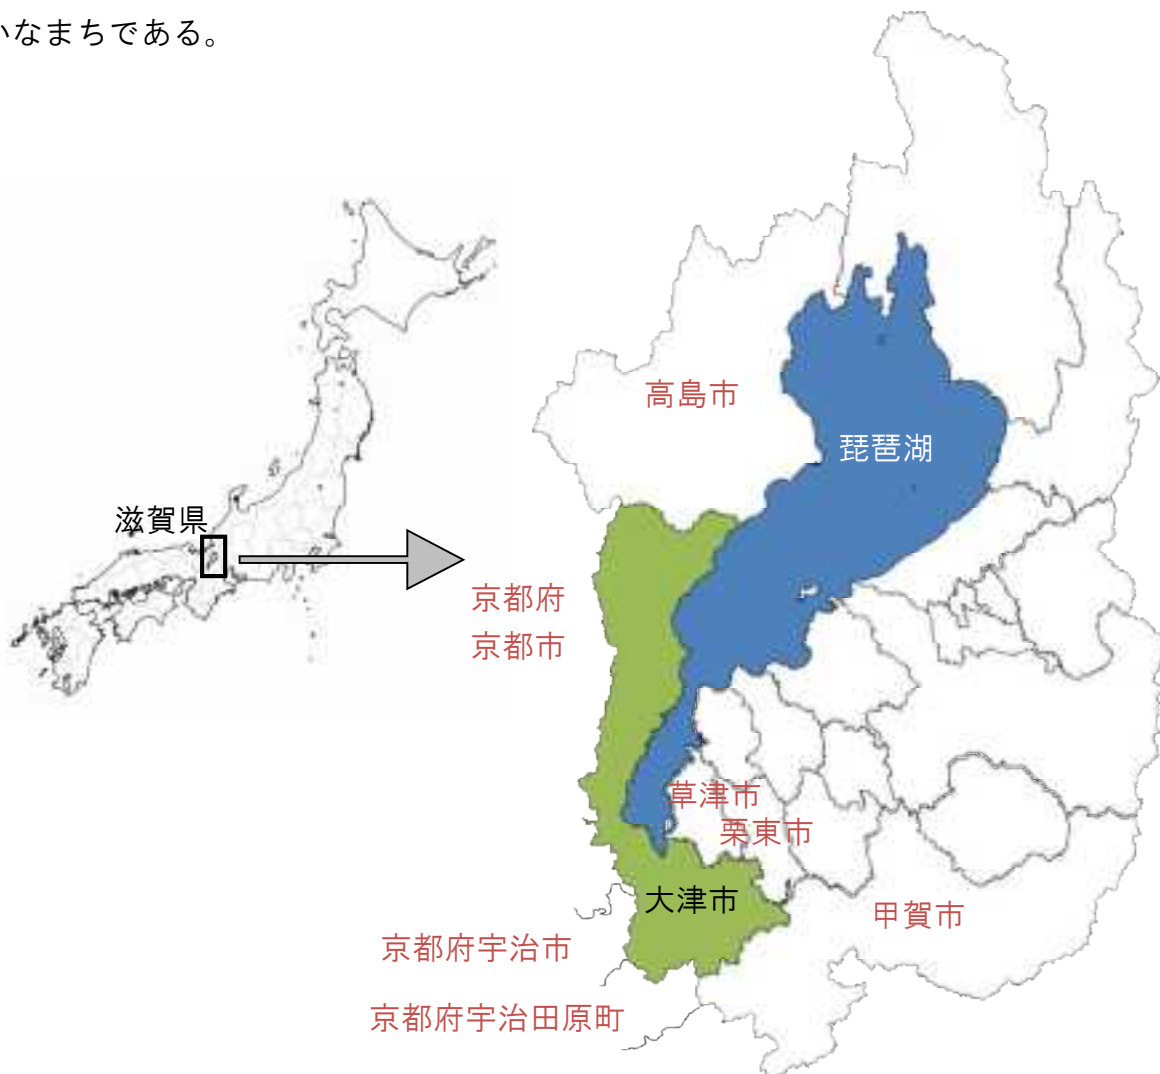 いなまちである。
高島市
琵琶湖
滋賀県
京都府
京都市
草津市
栗東市
大津市
甲賀市
京都府宇治市
京都府宇治田原町